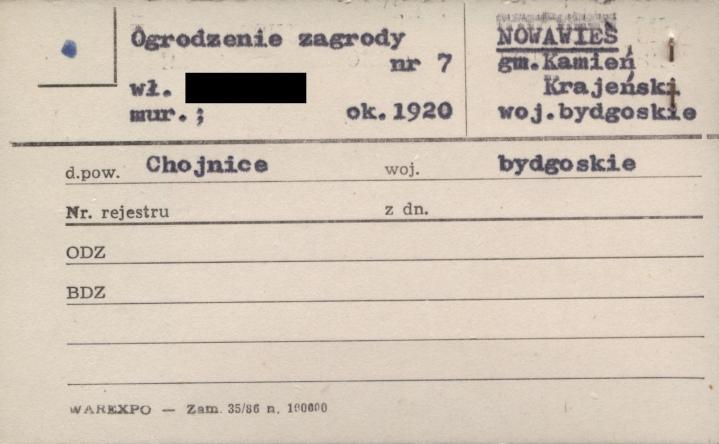 Ogrodzenie zagrody
nr 7
wł.
mur.; ok.1920
NOWAWIEŚ
gm.Kamień
Krajeński
woj.bydgoskie
d.pow. Chojnice woj. bydgoskie
Nr. rejestru z dn.
ODZ
BDZ
WAREXPO — Zam. 35/86 n. 100000